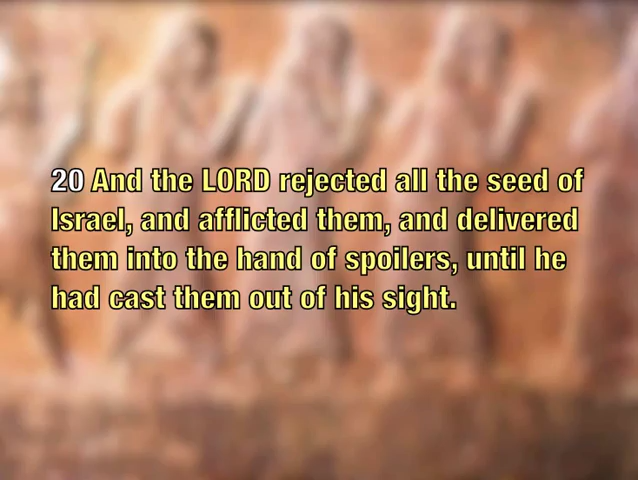 20 And the LORD rejected all the seed of
Israel, and afflicted them, and delivered
them into the hand of spoilers, until he
had cast them out of his sight.